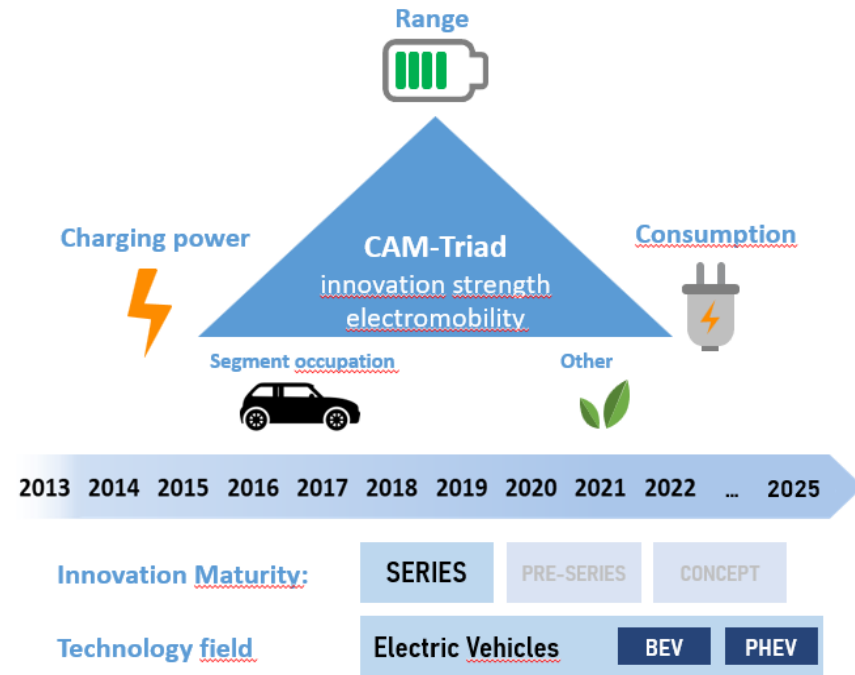 Range
Charging power
Consumption
CAM-Triad
innovation strength
electromobility
Segment occupation
Other
2013 2014 2015 2016 2017 2018 2019 2020 2021 2022 ... 2025
Innovation Maturity: SERIES PRE-SERIES CONCEPT
Technology field Electric Vehicles BEV PHEV